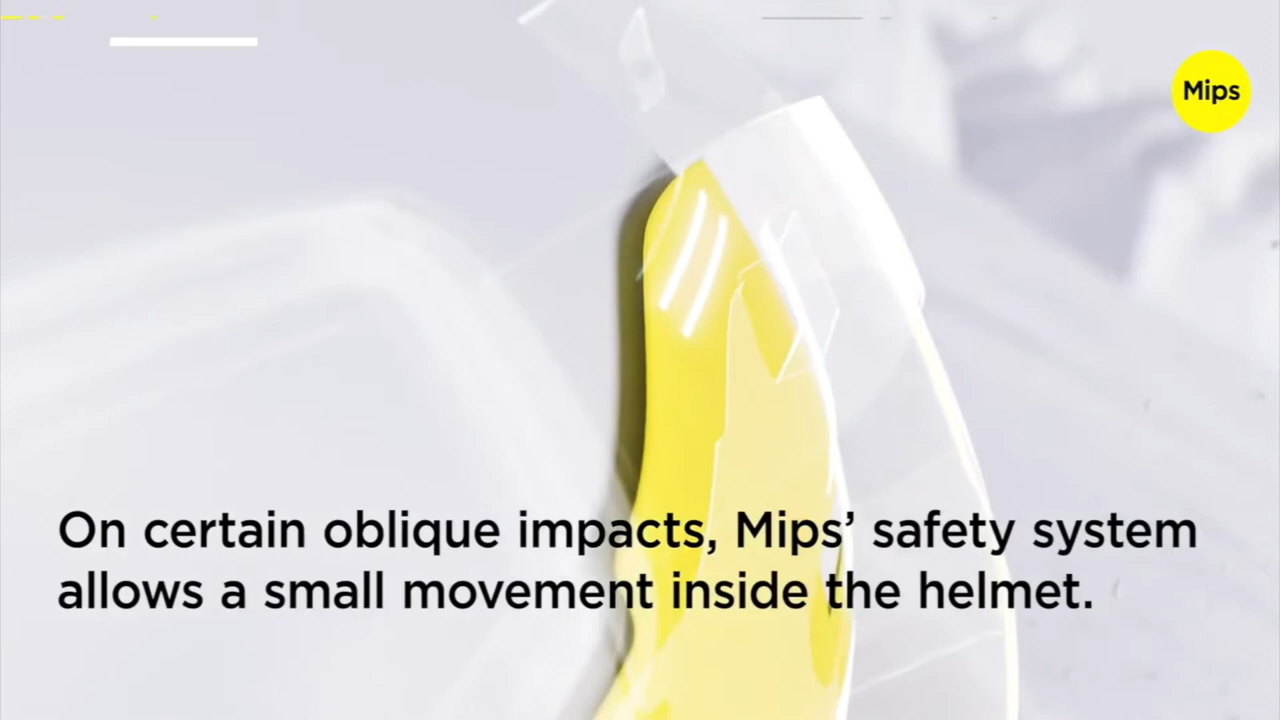 Mips
On certain oblique impacts, Mips’ safety system
allows a small movement inside the helmet.